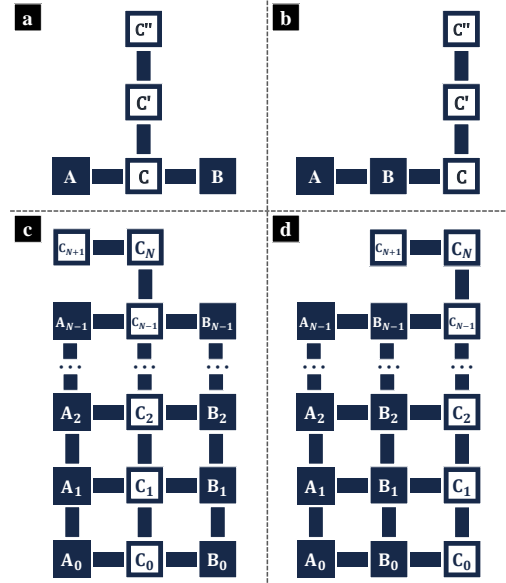 a
C"
C'
A C B
b
C"
C'
A B C
c
C_{N+1} C_N
A_{N−1} C_{N−1} B_{N−1}
... ... ...
A_2 C_2 B_2
A_1 C_1 B_1
A_0 C_0 B_0
d
C_{N+1} C_N
A_{N−1} B_{N−1} C_{N−1}
... ... ...
A_2 B_2 C_2
A_1 B_1 C_1
A_0 B_0 C_0